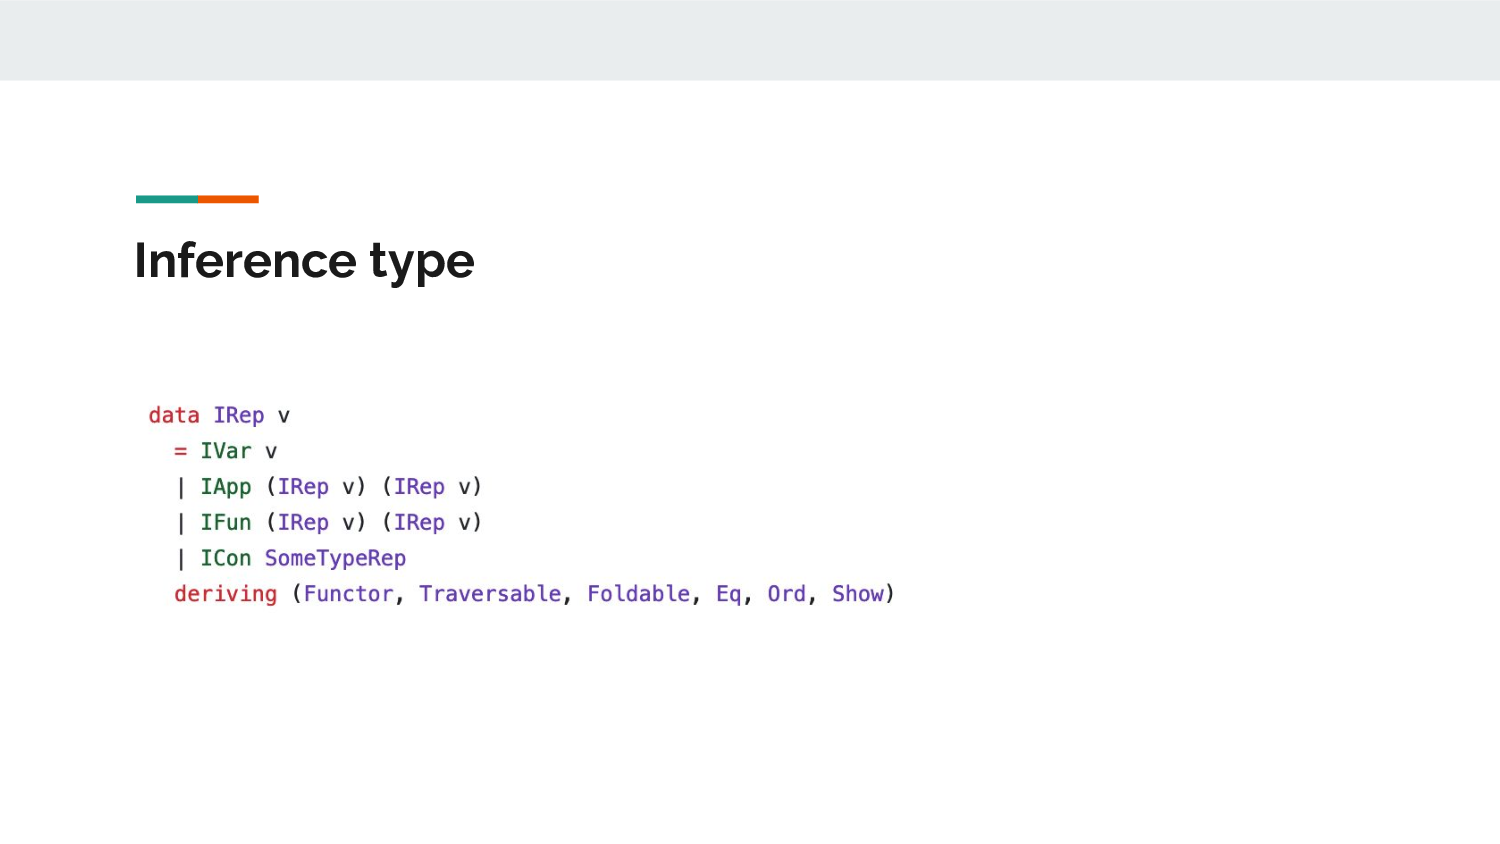 Inference type
data IRep v
  = IVar v
  | IApp (IRep v) (IRep v)
  | IFun (IRep v) (IRep v)
  | ICon SomeTypeRep
  deriving (Functor, Traversable, Foldable, Eq, Ord, Show)